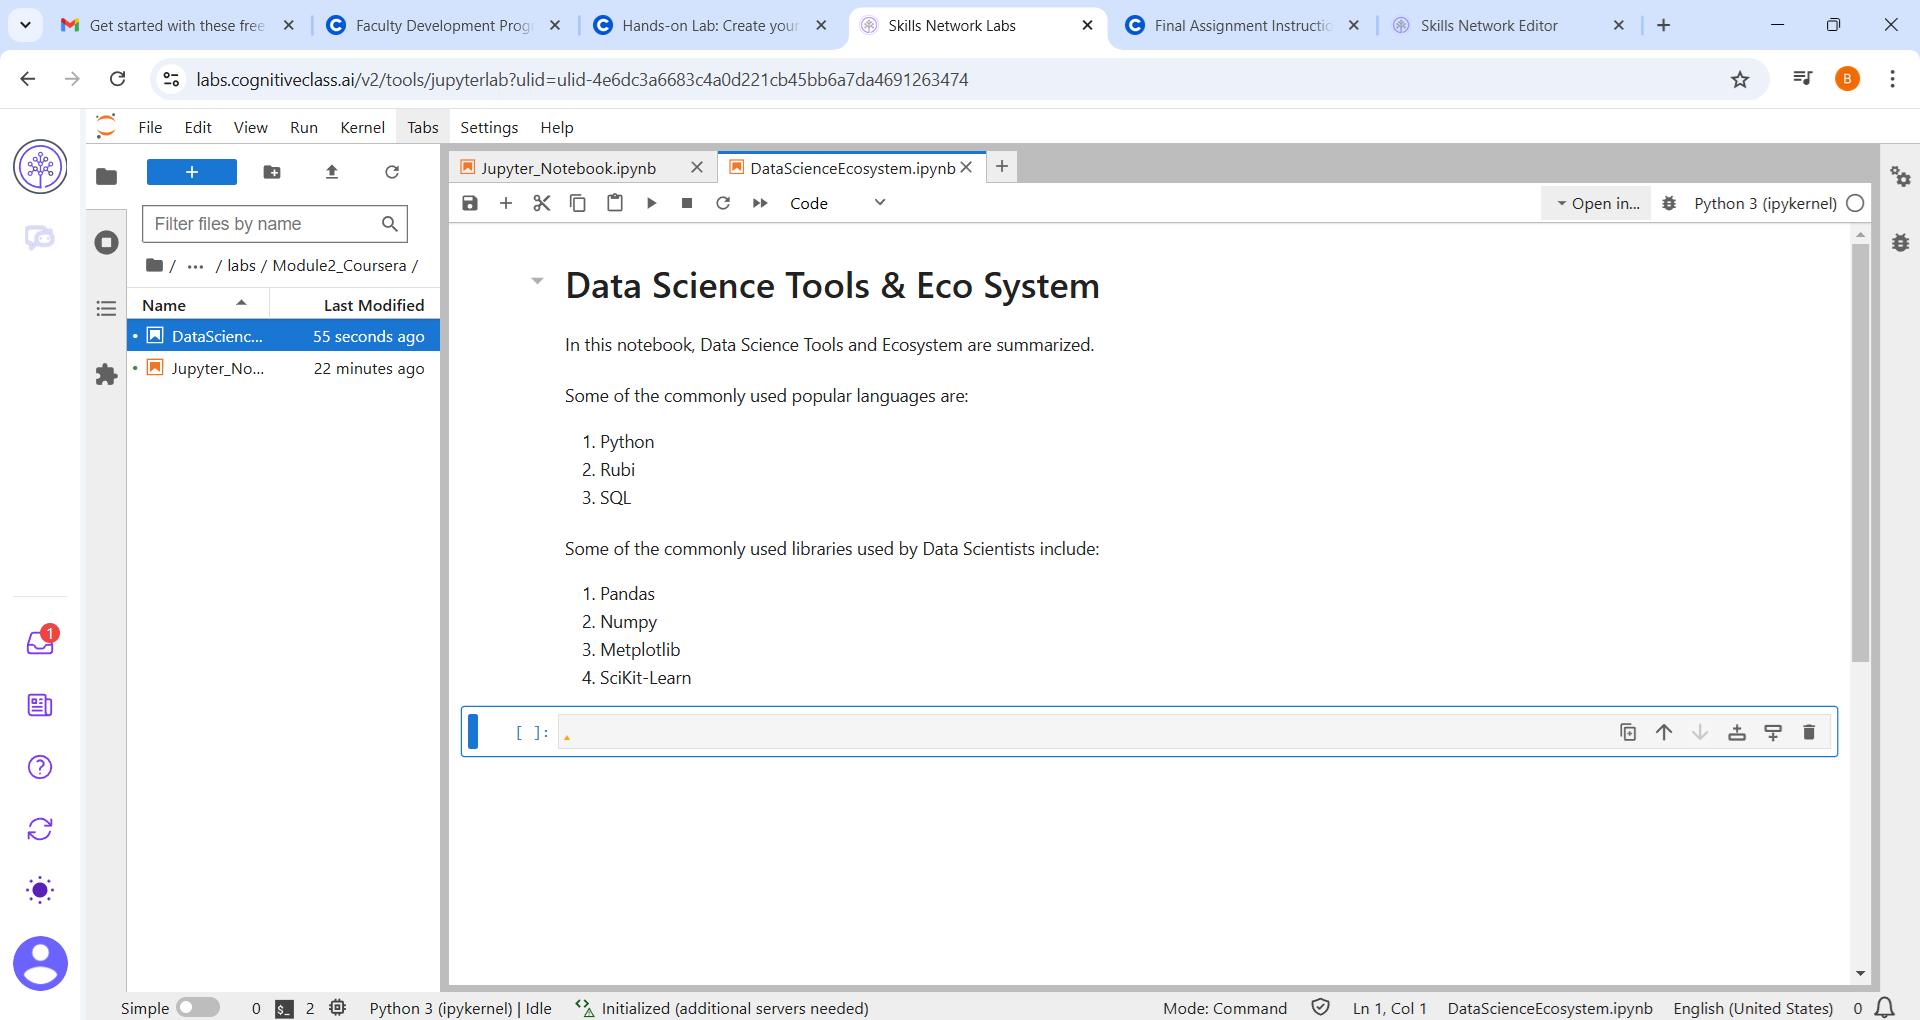 Get started with these free
Faculty Development Prog
Hands-on Lab: Create your
Skills Network Labs
Final Assignment Instructio
Skills Network Editor
labs.cognitiveclass.ai/v2/tools/jupyterlab?ulid=ulid-4e6dc3a6683c4a0d221cb45bb6a7da4691263474
B
File Edit View Run Kernel Tabs Settings Help
Jupyter_Notebook.ipynb
DataScienceEcosystem.ipynb
Filter files by name
Code
Open in...
Python 3 (ipykernel)
/ ... / labs / Module2_Coursera /
Name Last Modified
DataScienc... 55 seconds ago
Jupyter_No... 22 minutes ago
Data Science Tools & Eco System
In this notebook, Data Science Tools and Ecosystem are summarized.
Some of the commonly used popular languages are:
1. Python
2. Rubi
3. SQL
Some of the commonly used libraries used by Data Scientists include:
1. Pandas
2. Numpy
3. Metplotlib
4. SciKit-Learn
[ ]:
1
Simple 0 $_ 2 Python 3 (ipykernel) | Idle Initialized (additional servers needed) Mode: Command Ln 1, Col 1 DataScienceEcosystem.ipynb English (United States) 0